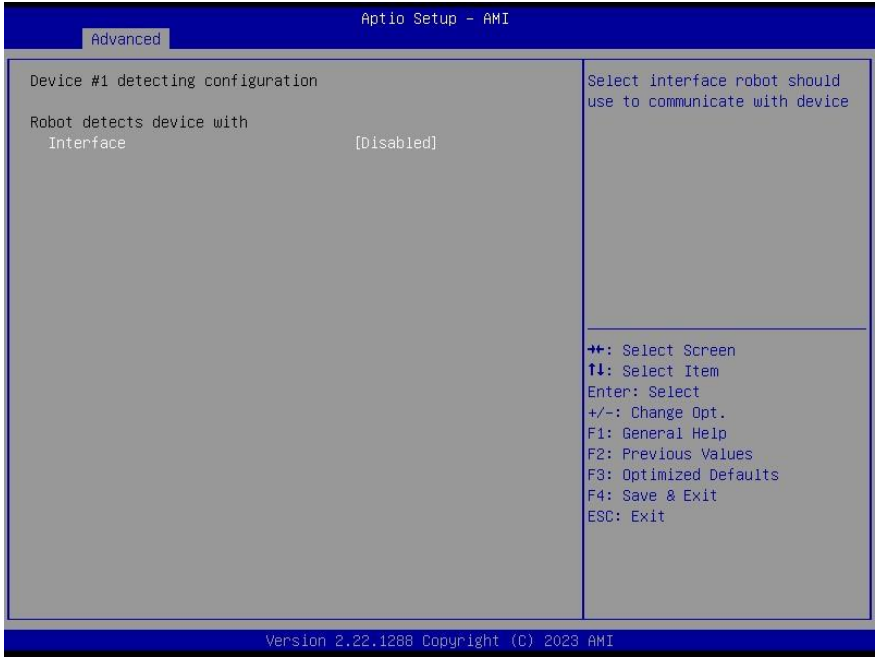 Aptio Setup - AMI
Advanced
Device #1 detecting configuration
Robot detects device with
Interface [Disabled]
Select interface robot should
use to communicate with device
→←: Select Screen
↑↓: Select Item
Enter: Select
+/-: Change Opt.
F1: General Help
F2: Previous Values
F3: Optimized Defaults
F4: Save & Exit
ESC: Exit
Version 2.22.1288 Copyright (C) 2023 AMI